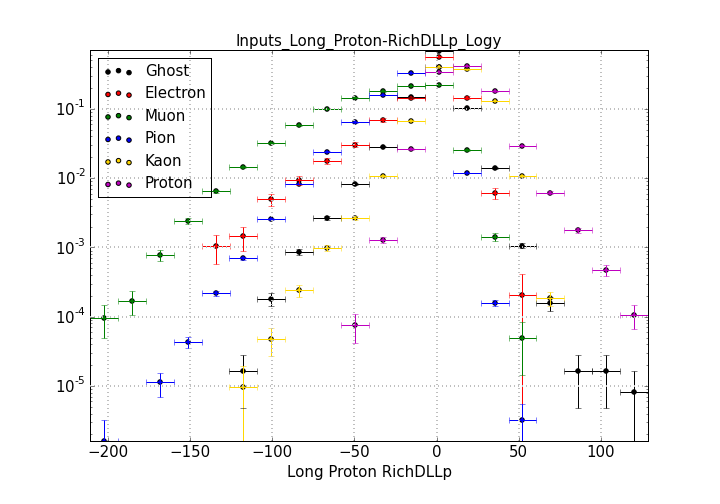 Inputs_Long_Proton-RichDLLp_Logy
Ghost
Electron
Muon
Pion
Kaon
Proton
10⁻¹
10⁻²
10⁻³
10⁻⁴
10⁻⁵
−200 −150 −100 −50 0 50 100
Long Proton RichDLLp